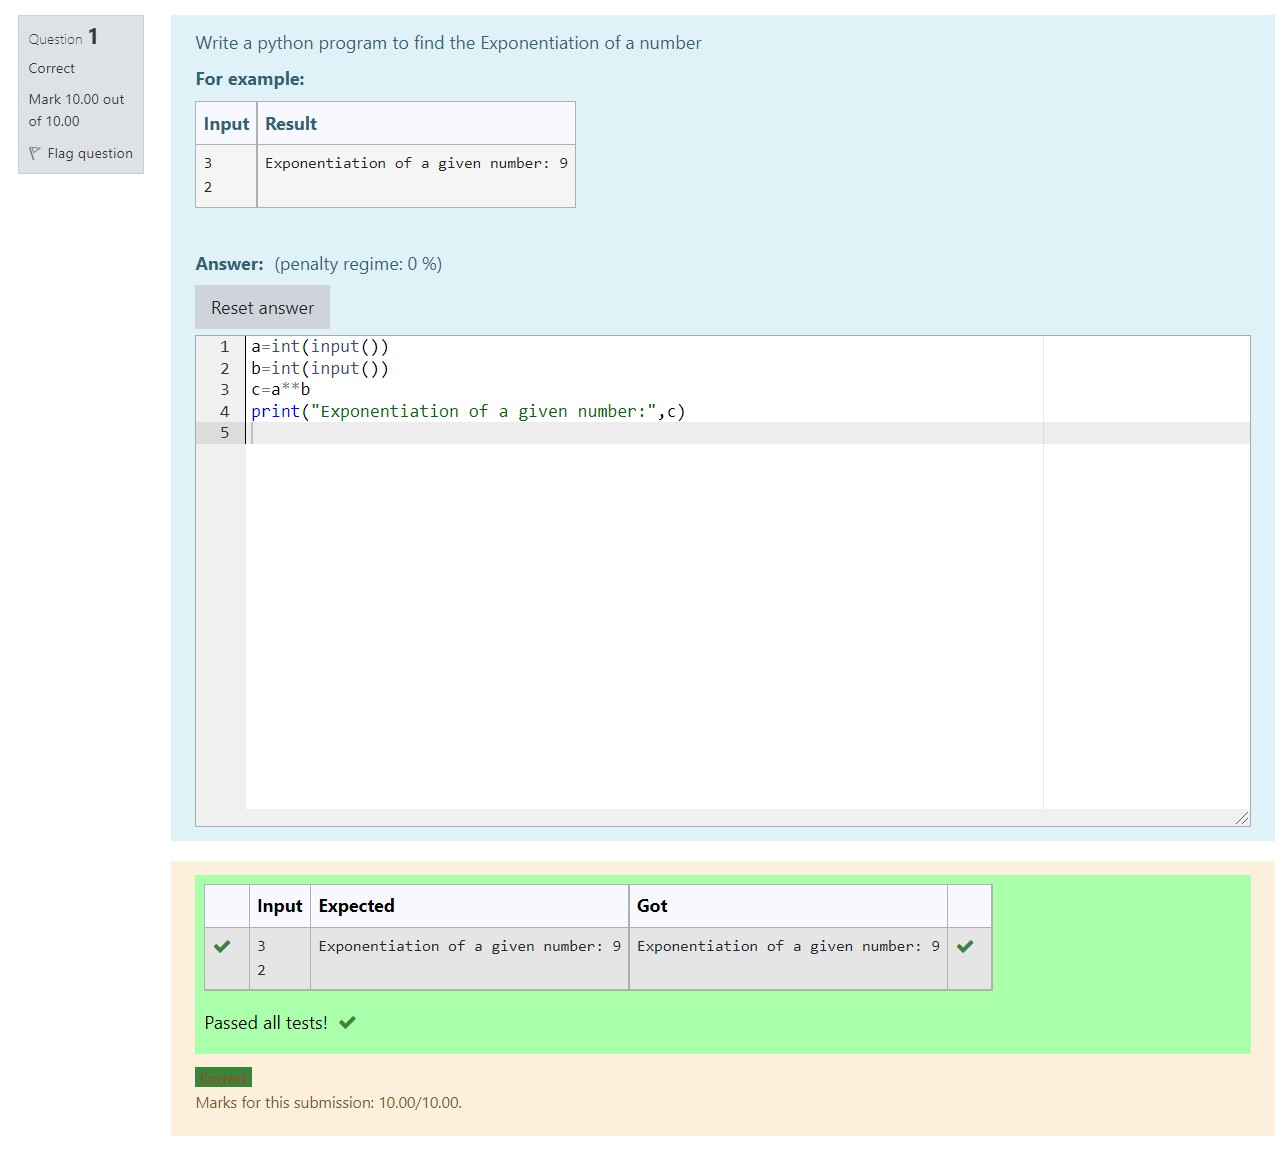 Question 1
Correct
Mark 10.00 out
of 10.00
Flag question
Write a python program to find the Exponentiation of a number
For example:
Input Result
3 Exponentiation of a given number: 9
2
Answer: (penalty regime: 0 %)
Reset answer
1 a=int(input())
2 b=int(input())
3 c=a**b
4 print("Exponentiation of a given number:",c)
5
Input Expected Got
3 Exponentiation of a given number: 9 Exponentiation of a given number: 9
2
Passed all tests!
Correct
Marks for this submission: 10.00/10.00.